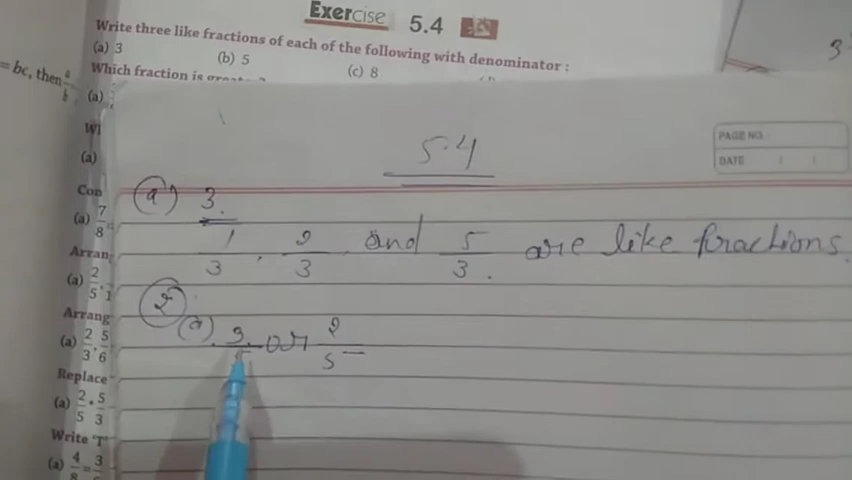 Exercise 5.4
Write three like fractions of each of the following with denominator :
(a) 3 (b) 5 (c) 8
Which fraction is
= bc, then a/b
(a)
(a)
Con
(a) 7/8
Arran
(a) 2/5,
Arrang
(a) 2/3, 5/6
Replace
(a) 2/5 * 5/3
Write 'T'
(a) 4/8 = 3/
PAGE NO.
DATE
5.4
(a) 3.
1/3, 2/3 and 5/3. are like fractions.
2
(a) 3/ or 2/5